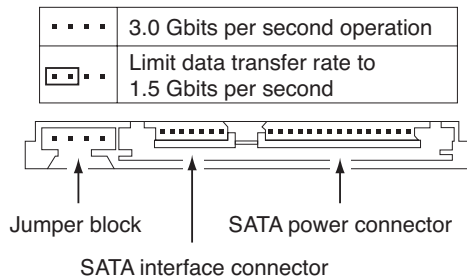 3.0 Gbits per second operation
Limit data transfer rate to
1.5 Gbits per second
Jumper block
SATA power connector
SATA interface connector